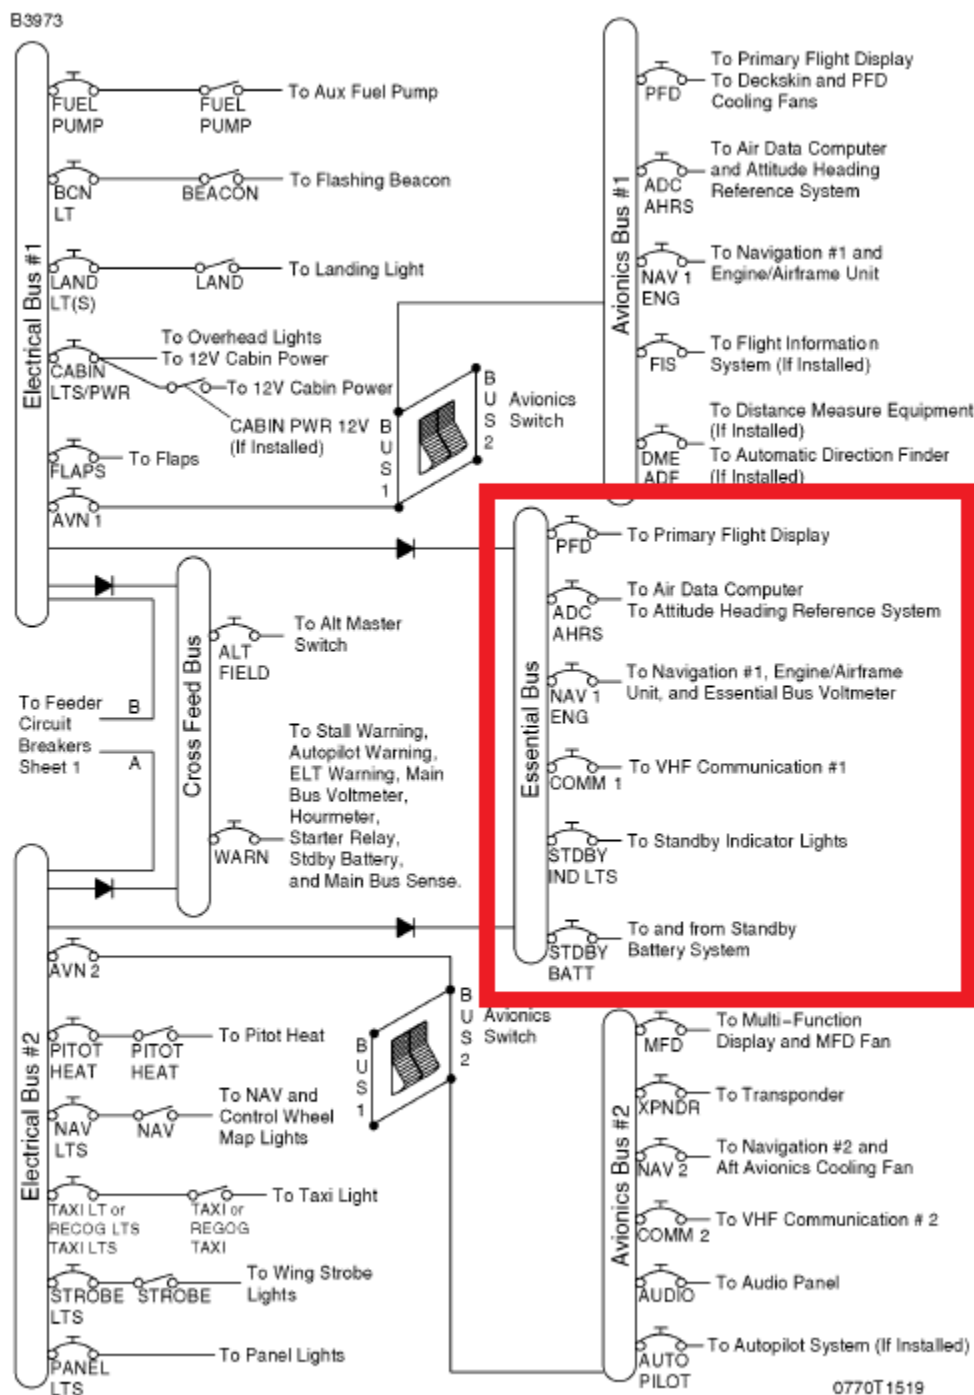 B3973
Electrical Bus #1
FUEL
PUMP
FUEL
PUMP
To Aux Fuel Pump
BCN
LT
BEACON
To Flashing Beacon
LAND
LT(S)
LAND
To Landing Light
CABIN
LTS/PWR
To Overhead Lights
To 12V Cabin Power
To 12V Cabin Power
CABIN PWR 12V
(If Installed)
FLAPS
To Flaps
AVN 1
BUS 1
BUS 2
Avionics
Switch
Avionics Bus #1
PFD
To Primary Flight Display
To Deckskin and PFD
Cooling Fans
ADC
AHRS
To Air Data Computer
and Attitude Heading
Reference System
NAV 1
ENG
To Navigation #1 and
Engine/Airframe Unit
FIS
To Flight Information
System (If Installed)
DME
ADF
To Distance Measure Equipment
(If Installed)
To Automatic Direction Finder
(If Installed)
Essential Bus
PFD
To Primary Flight Display
ADC
AHRS
To Air Data Computer
To Attitude Heading Reference System
NAV 1
ENG
To Navigation #1, Engine/Airframe
Unit, and Essential Bus Voltmeter
COMM 1
To VHF Communication #1
STDBY
IND LTS
To Standby Indicator Lights
STDBY
BATT
To and from Standby
Battery System
Cross Feed Bus
ALT
FIELD
To Alt Master
Switch
WARN
To Stall Warning,
Autopilot Warning,
ELT Warning, Main
Bus Voltmeter,
Hourmeter,
Starter Relay,
Stdby Battery,
and Main Bus Sense.
To Feeder
Circuit
Breakers
Sheet 1
B
A
Electrical Bus #2
AVN 2
BUS 1
BUS 2
Avionics
Switch
PITOT
HEAT
PITOT
HEAT
To Pitot Heat
NAV
LTS
NAV
To NAV and
Control Wheel
Map Lights
TAXI LT or
RECOG LTS
TAXI LTS
TAXI or
REGOG
TAXI
To Taxi Light
STROBE
LTS
STROBE
To Wing Strobe
Lights
PANEL
LTS
To Panel Lights
Avionics Bus #2
MFD
To Multi-Function
Display and MFD Fan
XPNDR
To Transponder
NAV 2
To Navigation #2 and
Aft Avionics Cooling Fan
COMM 2
To VHF Communication # 2
AUDIO
To Audio Panel
AUTO
PILOT
To Autopilot System (If Installed)
0770T1519